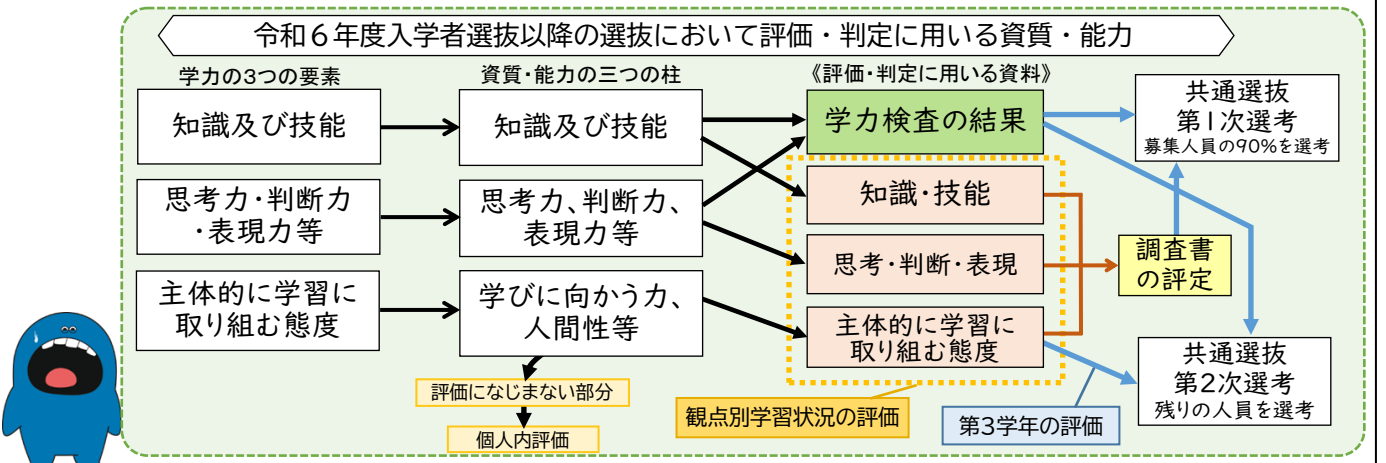 令和6年度入学者選抜以降の選抜において評価・判定に用いる資質・能力
学力の3つの要素
資質・能力の三つの柱
《評価・判定に用いる資料》
知識及び技能
思考力・判断力
・表現力等
主体的に学習に
取り組む態度
知識及び技能
思考力、判断力、
表現力等
学びに向かう力、
人間性等
評価になじまない部分
個人内評価
学力検査の結果
知識・技能
思考・判断・表現
主体的に学習に
取り組む態度
観点別学習状況の評価
第3学年の評価
共通選抜
第1次選考
募集人員の90%を選考
調査書
の評定
共通選抜
第2次選考
残りの人員を選考